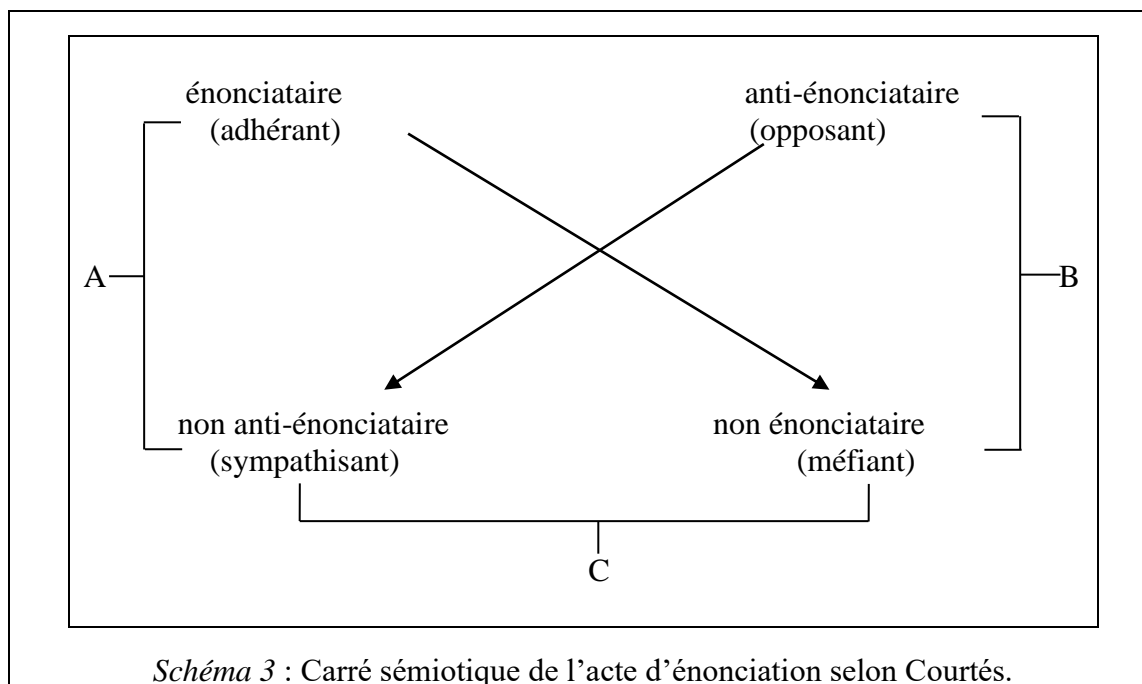 énonciataire anti-énonciataire
(adhérant) (opposant)
A B
non anti-énonciataire non énonciataire
(sympathisant) (méfiant)
C
Schéma 3 : Carré sémiotique de l’acte d’énonciation selon Courtés.